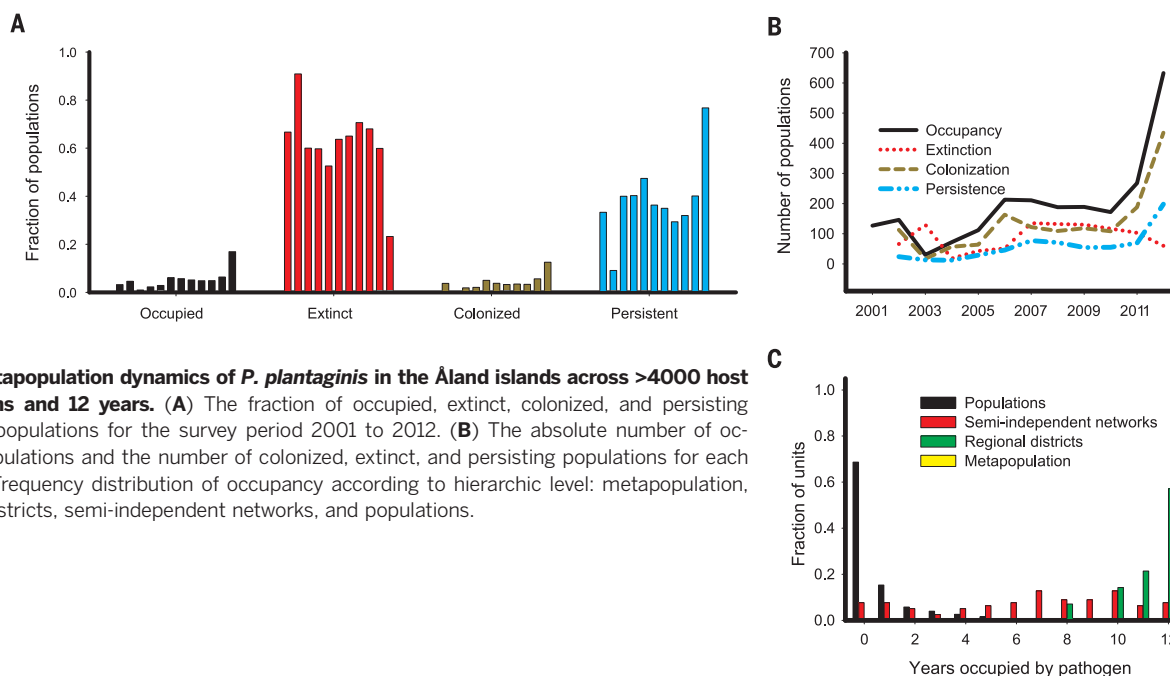 A
Fraction of populations
1.0
0.8
0.6
0.4
0.2
0.0
Occupied
Extinct
Colonized
Persistent
B
Number of populations
700
600
500
400
300
200
100
0
Occupancy
Extinction
Colonization
Persistence
2001
2003
2005
2007
2009
2011
tapopulation dynamics of P. plantaginis in the Åland islands across >4000 host
ns and 12 years. (A) The fraction of occupied, extinct, colonized, and persisting
populations for the survey period 2001 to 2012. (B) The absolute number of oc-
pulations and the number of colonized, extinct, and persisting populations for each
Frequency distribution of occupancy according to hierarchic level: metapopulation,
stricts, semi-independent networks, and populations.
C
Fraction of units
1.0
0.8
0.6
0.4
0.2
0.0
Populations
Semi-independent networks
Regional districts
Metapopulation
0
2
4
6
8
10
12
Years occupied by pathogen